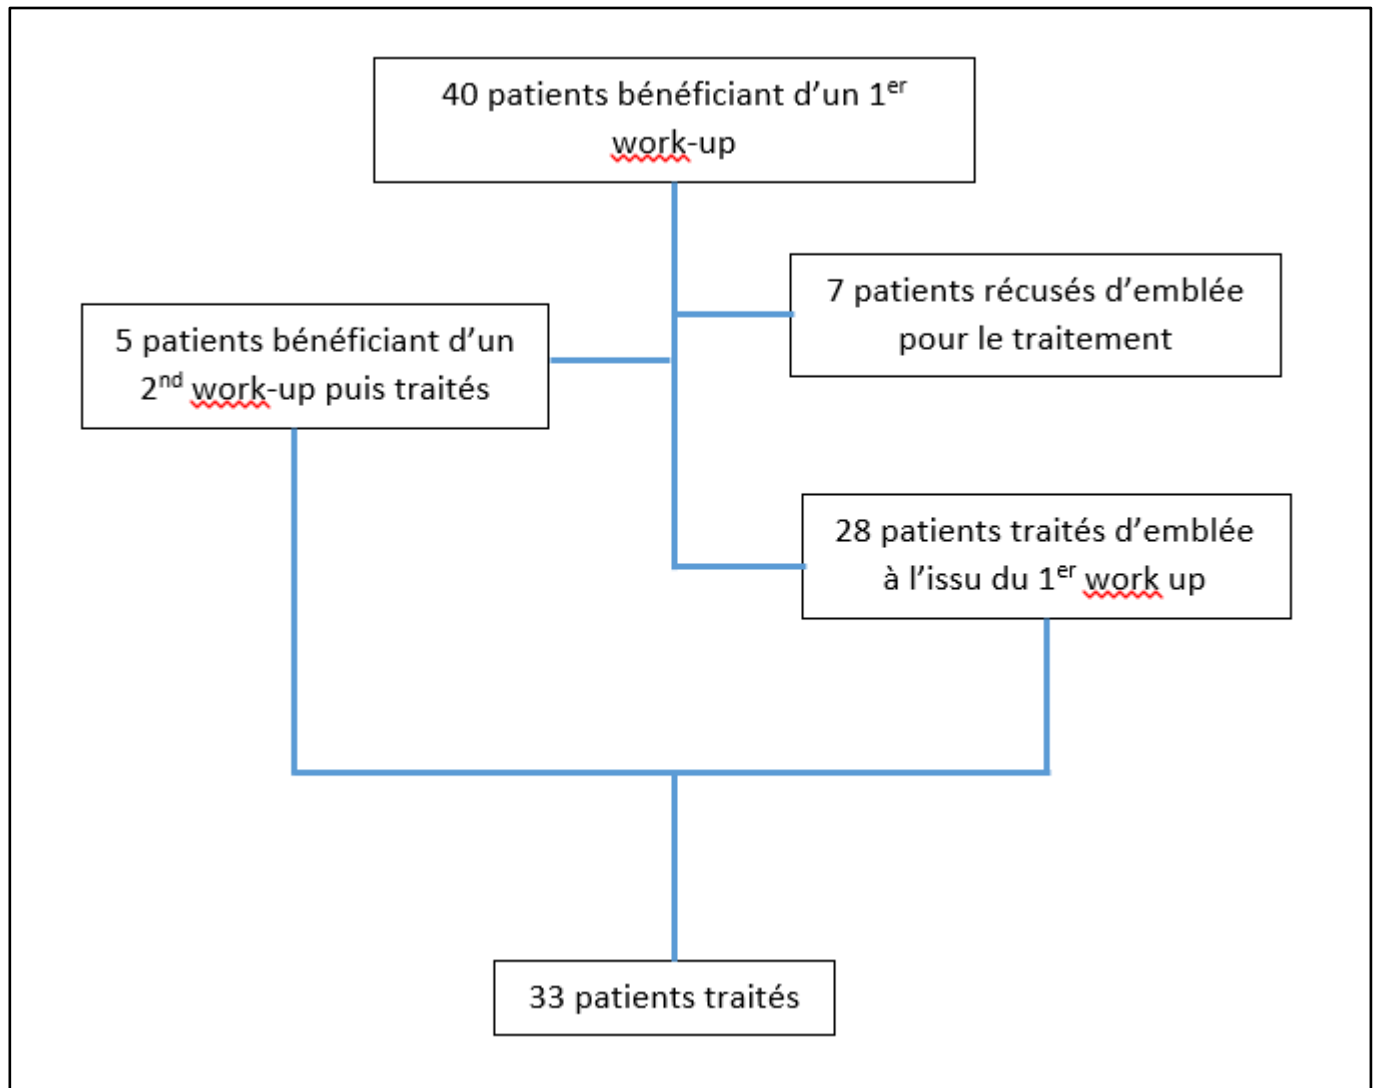 40 patients bénéficiant d’un 1er
work-up
7 patients récusés d’emblée
pour le traitement
5 patients bénéficiant d’un
2nd work-up puis traités
28 patients traités d’emblée
à l’issu du 1er work up
33 patients traités